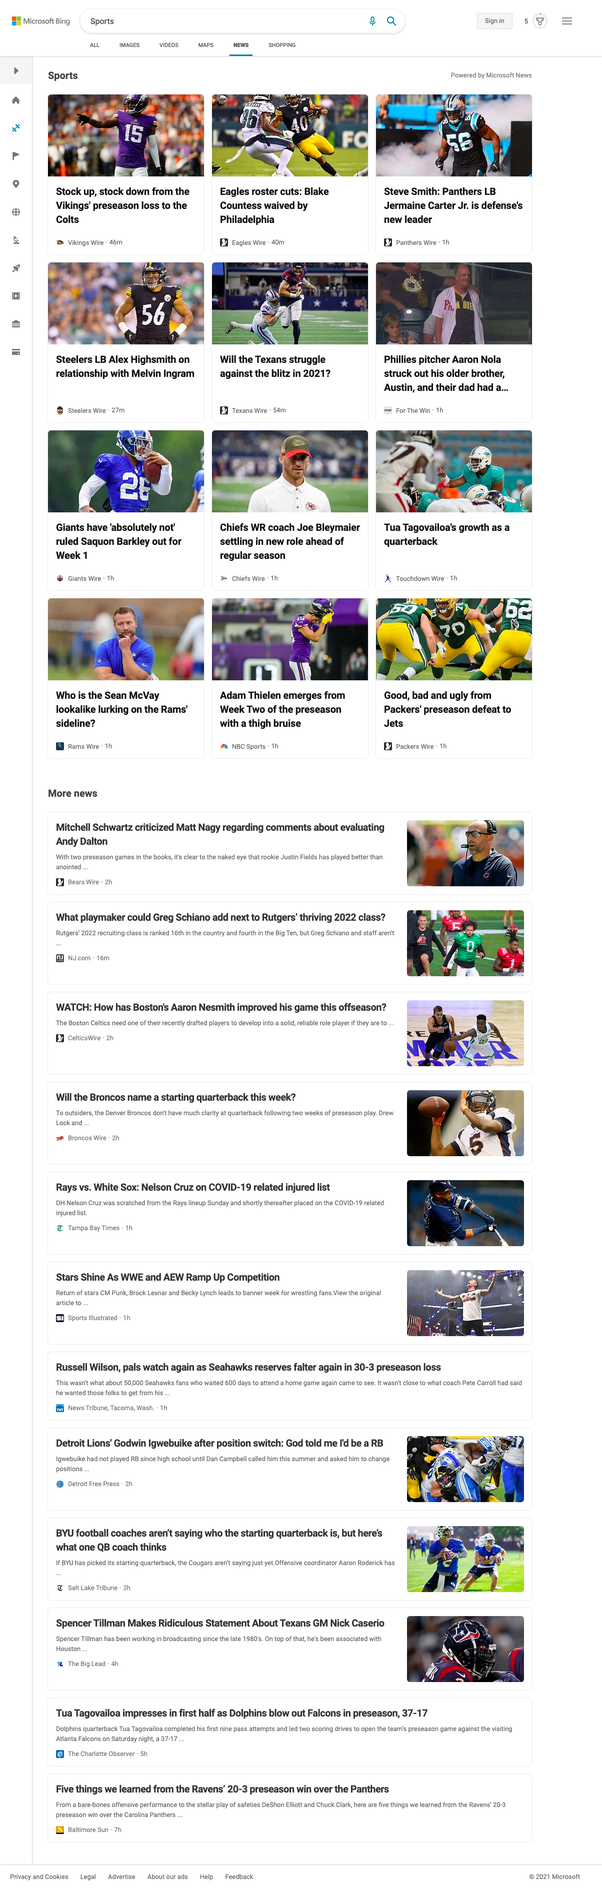 Microsoft Bing
Sports
Sign in
5
ALL IMAGES VIDEOS MAPS NEWS SHOPPING
Sports
Powered by Microsoft News
15
Stock up, stock down from the
Vikings' preseason loss to the
Colts
Vikings Wire · 46m
86 40
Eagles roster cuts: Blake
Countess waived by
Philadelphia
Eagles Wire · 40m
56
Steve Smith: Panthers LB
Jermaine Carter Jr. is defense's
new leader
Panthers Wire · 1h
56
Steelers LB Alex Highsmith on
relationship with Melvin Ingram
Steelers Wire · 27m
Will the Texans struggle
against the blitz in 2021?
Texans Wire · 54m
Phillies pitcher Aaron Nola
struck out his older brother,
Austin, and their dad had a...
For The Win · 1h
26
Giants have 'absolutely not'
ruled Saquon Barkley out for
Week 1
Giants Wire · 1h
Chiefs WR coach Joe Bleymaier
settling in new role ahead of
regular season
Chiefs Wire · 1h
Tua Tagovailoa's growth as a
quarterback
Touchdown Wire · 1h
Who is the Sean McVay
lookalike lurking on the Rams'
sideline?
Rams Wire · 1h
Adam Thielen emerges from
Week Two of the preseason
with a thigh bruise
NBC Sports · 1h
50 70 62
Good, bad and ugly from
Packers' preseason defeat to
Jets
Packers Wire · 1h
More news
Mitchell Schwartz criticized Matt Nagy regarding comments about evaluating
Andy Dalton
With two preseason games in the books, it's clear to the naked eye that rookie Justin Fields has played better than
anointed ...
Bears Wire · 2h
What playmaker could Greg Schiano add next to Rutgers' thriving 2022 class?
Rutgers' 2022 recruiting class is ranked 16th in the country and fourth in the Big Ten, but Greg Schiano and staff aren't
...
NJ.com · 16m
0
WATCH: How has Boston's Aaron Nesmith improved his game this offseason?
The Boston Celtics need one of their recently drafted players to develop into a solid, reliable role player if they are to ...
CelticsWire · 2h
Will the Broncos name a starting quarterback this week?
To outsiders, the Denver Broncos don't have much clarity at quarterback following two weeks of preseason play. Drew
Lock and ...
Broncos Wire · 2h
5
Rays vs. White Sox: Nelson Cruz on COVID-19 related injured list
DH Nelson Cruz was scratched from the Rays lineup Sunday and shortly thereafter placed on the COVID-19 related
injured list.
Tampa Bay Times · 1h
Stars Shine As WWE and AEW Ramp Up Competition
Return of stars CM Punk, Brock Lesnar and Becky Lynch leads to banner week for wrestling fans.View the original
article to ...
Sports Illustrated · 1h
Russell Wilson, pals watch again as Seahawks reserves falter again in 30-3 preseason loss
This wasn't what about 50,000 Seahawks fans who waited 600 days to attend a home game again came to see. It wasn't close to what coach Pete Carroll had said
he wanted those folks to get from his ...
News Tribune, Tacoma, Wash. · 1h
Detroit Lions' Godwin Igwebuike after position switch: God told me I'd be a RB
Igwebuike had not played RB since high school until Dan Campbell called him this summer and asked him to change
positions ...
Detroit Free Press · 2h
BYU football coaches aren't saying who the starting quarterback is, but here's
what one QB coach thinks
If BYU has picked its starting quarterback, the Cougars aren't saying just yet.Offensive coordinator Aaron Roderick has
...
Salt Lake Tribune · 2h
Spencer Tillman Makes Ridiculous Statement About Texans GM Nick Caserio
Spencer Tillman has been working in broadcasting since the late 1980's. On top of that, he's been associated with
Houston ...
The Big Lead · 4h
Tua Tagovailoa impresses in first half as Dolphins blow out Falcons in preseason, 37-17
Dolphins quarterback Tua Tagovailoa completed his first nine pass attempts and led two scoring drives to open the team's preseason game against the visiting
Atlanta Falcons on Saturday night, a 37-17 ...
The Charlotte Observer · 5h
Five things we learned from the Ravens' 20-3 preseason win over the Panthers
From a bare-bones offensive performance to the stellar play of safeties DeShon Elliott and Chuck Clark, here are five things we learned from the Ravens' 20-3
preseason win over the Carolina Panthers ...
Baltimore Sun · 7h
Privacy and Cookies Legal Advertise About our ads Help Feedback
© 2021 Microsoft